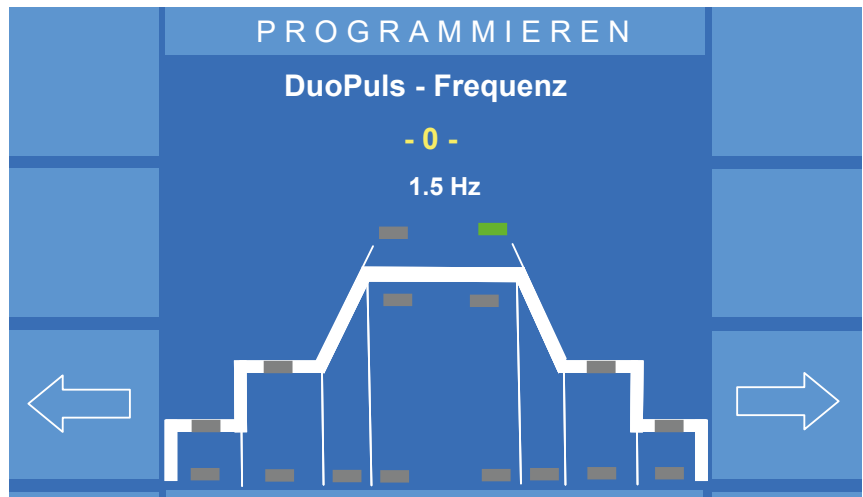 PROGRAMMIEREN
DuoPuls - Frequenz
- 0 -
1.5 Hz